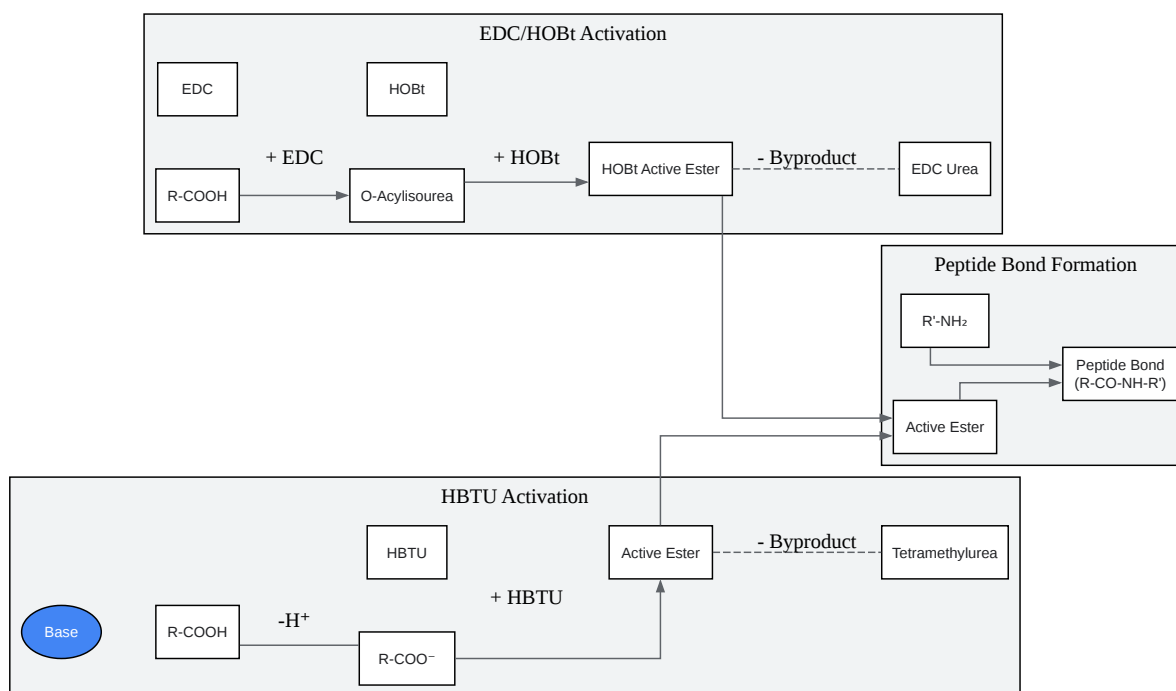 EDC/HOBt Activation
EDC
HOBt
+ EDC
+ HOBt
- Byproduct
R-COOH
O-Acylisourea
HOBt Active Ester
EDC Urea
Peptide Bond Formation
R'-NH₂
Peptide Bond
(R-CO-NH-R')
Active Ester
HBTU Activation
HBTU
Active Ester
- Byproduct
Tetramethylurea
+ HBTU
Base
R-COOH
-H⁺
R-COO⁻